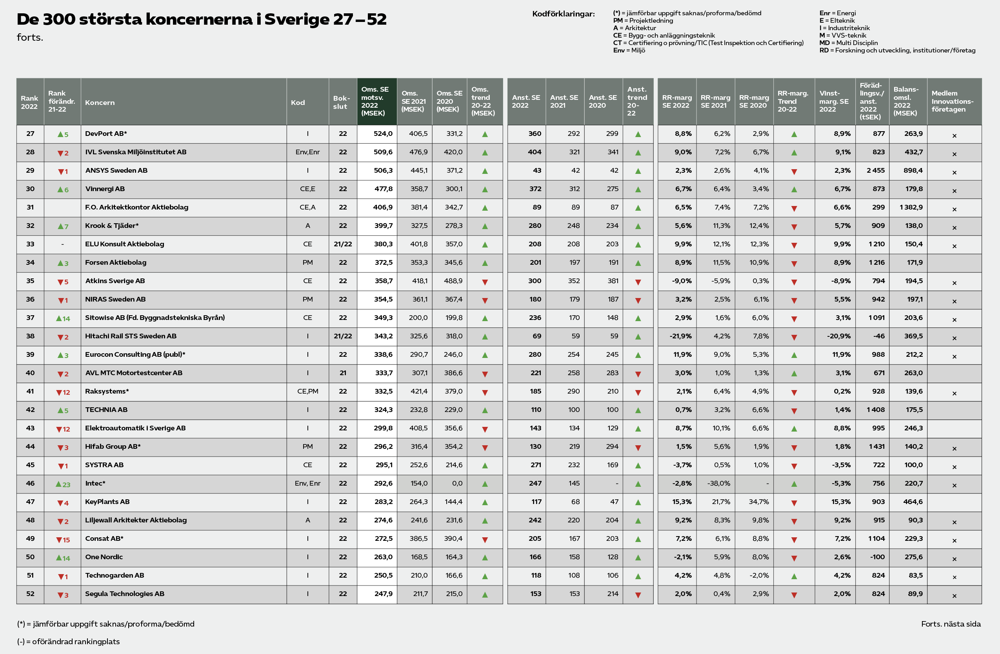 De 300 största koncernerna i Sverige 27–52
forts.
Kodförklaringar:
(*) = jämförbar uppgift saknas/proforma/bedömd
PM = Projektledning
A = Arkitektur
CE = Bygg- och anläggningsteknik
CT = Certifiering o prövning/TIC (Test Inspektion och Certifiering)
Env = Miljö
Enr = Energi
E = Elteknik
I = Industriteknik
M = VVS-teknik
MD = Multi Disciplin
RD = Forskning och utveckling, institutioner/företag
Rank 2022 | Rank förändr. 21-22 | Koncern | Kod | Bok-slut | Oms. SE motsv. 2022 (MSEK) | Oms. SE 2021 (MSEK) | Oms. SE 2020 (MSEK) | Oms. trend 20-22 (MSEK) | Anst. SE 2022 | Anst. SE 2021 | Anst. SE 2020 | Anst. trend 20-22 | RR-marg SE 2022 | RR-marg SE 2021 | RR-marg SE 2020 | RR-marg. Trend 20-22 | Vinst-marg. SE 2022 | Föräd-lingsv./anst. 2022 (tSEK) | Balans-omsl. 2022 (MSEK) | Medlem Innovations-företagen
27 ▲5 DevPort AB* I 22 524,0 406,5 331,2 ▲ 360 292 299 ▲ 8,8% 6,2% 2,9% ▲ 8,9% 877 263,9 ×
28 ▼2 IVL Svenska Miljöinstitutet AB Env,Enr 22 509,6 476,9 420,0 ▲ 404 321 341 ▲ 9,0% 7,2% 6,7% ▲ 9,1% 823 432,7 ×
29 ▼1 ANSYS Sweden AB I 22 506,3 445,1 371,2 ▲ 43 42 42 ▲ 2,3% 2,6% 4,1% ▼ 2,3% 2 455 898,4 ×
30 ▲6 Vinnergi AB CE,E 22 477,8 358,7 300,1 ▲ 372 312 275 ▲ 6,7% 6,4% 3,4% ▲ 6,7% 873 179,8 ×
31 F.O. Arkitektkontor Aktiebolag CE,A 22 406,9 381,4 342,7 ▲ 89 89 87 ▲ 6,5% 7,4% 7,2% ▼ 6,6% 299 1 382,9 ×
32 ▲7 Krook & Tjäder* A 22 399,7 327,5 278,3 ▲ 280 248 234 ▲ 5,6% 11,3% 12,4% ▼ 5,7% 909 138,0 ×
33 - ELU Konsult Aktiebolag CE 21/22 380,3 401,8 357,0 ▲ 208 208 203 ▲ 9,9% 12,1% 12,3% ▼ 9,9% 1 210 150,4 ×
34 ▲3 Forsen Aktiebolag PM 22 372,5 353,3 345,6 ▲ 201 197 191 ▲ 8,9% 11,5% 10,9% ▼ 8,9% 1 216 171,9
35 ▼5 Atkins Sverige AB CE 22 358,7 418,1 488,9 ▼ 300 352 381 ▼ -9,0% -5,9% 0,3% ▼ -8,9% 794 194,5 ×
36 ▼1 NIRAS Sweden AB PM 22 354,5 361,1 367,4 ▼ 180 179 187 ▼ 3,2% 2,5% 6,1% ▼ 5,5% 942 197,1 ×
37 ▲14 Sitowise AB (Fd. Byggnadstekniska Byrån) CE 22 349,3 200,0 199,8 ▲ 236 170 148 ▲ 2,9% 1,6% 6,0% ▼ 3,1% 1 091 203,6 ×
38 ▼2 Hitachi Rail STS Sweden AB I 21/22 343,2 325,6 318,0 ▲ 69 59 59 ▲ -21,9% 4,2% 7,8% ▼ -20,9% -46 369,5 ×
39 ▲3 Eurocon Consulting AB (publ)* I 22 338,6 290,7 246,0 ▲ 280 254 245 ▲ 11,9% 9,0% 5,3% ▲ 11,9% 988 212,2 ×
40 ▼2 AVL MTC Motortestcenter AB I 21 333,7 307,1 386,6 ▼ 221 258 283 ▼ 3,0% 1,0% 1,3% ▲ 3,1% 671 263,0
41 ▼12 Raksystems* CE,PM 22 332,5 421,4 379,0 ▼ 185 290 210 ▼ 2,1% 6,4% 4,9% ▼ 0,2% 928 139,6 ×
42 ▲5 TECHNIA AB I 22 324,3 232,8 229,0 ▲ 110 100 100 ▲ 0,7% 3,2% 6,6% ▼ 1,4% 1 408 175,5
43 ▼12 Elektroautomatik i Sverige AB I 22 299,8 408,5 356,6 ▼ 143 134 129 ▲ 8,7% 10,1% 6,6% ▲ 8,8% 995 246,3
44 ▼3 Hifab Group AB* PM 22 296,2 316,4 354,2 ▼ 130 219 294 ▼ 1,5% 5,6% 1,9% ▼ 1,8% 1 431 140,2 ×
45 ▼1 SYSTRA AB CE 22 295,1 252,6 214,6 ▲ 271 232 169 ▲ -3,7% 0,5% 1,0% ▼ -3,5% 722 100,0 ×
46 ▲23 Intec* Env, Enr 22 292,6 154,0 0,0 ▲ 247 145 - ▲ -2,8% -38,0% - ▲ -5,3% 756 220,7 ×
47 ▼4 KeyPlants AB I 22 283,2 264,3 144,4 ▲ 117 68 47 ▲ 15,3% 21,7% 34,7% ▼ 15,3% 903 464,6
48 ▼2 Liljewall Arkitekter Aktiebolag A 22 274,6 241,6 231,6 ▲ 242 220 204 ▲ 9,2% 8,3% 9,8% ▼ 9,2% 915 90,3 ×
49 ▼15 Consat AB* I 22 272,5 386,5 390,4 ▼ 205 167 203 ▲ 7,2% 6,1% 8,8% ▼ 7,2% 1 104 229,3 ×
50 ▲14 One Nordic I 22 263,0 168,5 164,3 ▲ 166 158 128 ▲ -2,1% 5,9% 8,0% ▼ 2,6% -100 275,6 ×
51 ▼1 Technogarden AB I 22 250,5 210,0 166,6 ▲ 118 108 106 ▲ 4,2% 4,8% -2,0% ▲ 4,2% 824 83,5 ×
52 ▼3 Segula Technologies AB I 22 247,9 211,7 215,0 ▲ 153 153 214 ▼ 2,0% 0,4% 2,9% ▼ 2,0% 824 89,9 ×
(*) = jämförbar uppgift saknas/proforma/bedömd
Forts. nästa sida
(-) = oförändrad rankingplats